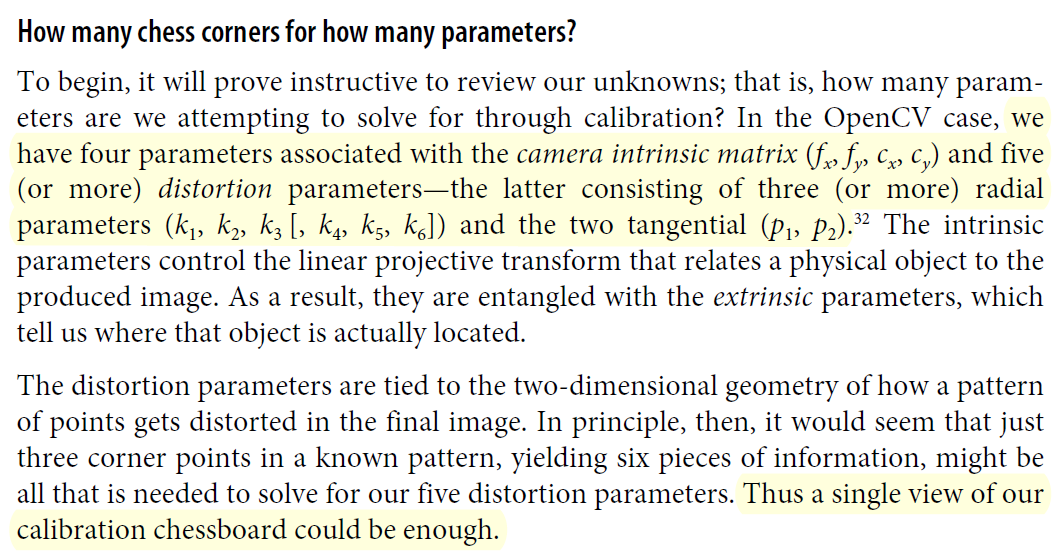 How many chess corners for how many parameters?
To begin, it will prove instructive to review our unknowns; that is, how many param-
eters are we attempting to solve for through calibration? In the OpenCV case, we
have four parameters associated with the camera intrinsic matrix (fx, fy, cx, cy) and five
(or more) distortion parameters—the latter consisting of three (or more) radial
parameters (k1, k2, k3 [, k4, k5, k6]) and the two tangential (p1, p2).32 The intrinsic
parameters control the linear projective transform that relates a physical object to the
produced image. As a result, they are entangled with the extrinsic parameters, which
tell us where that object is actually located.
The distortion parameters are tied to the two-dimensional geometry of how a pattern
of points gets distorted in the final image. In principle, then, it would seem that just
three corner points in a known pattern, yielding six pieces of information, might be
all that is needed to solve for our five distortion parameters. Thus a single view of our
calibration chessboard could be enough.